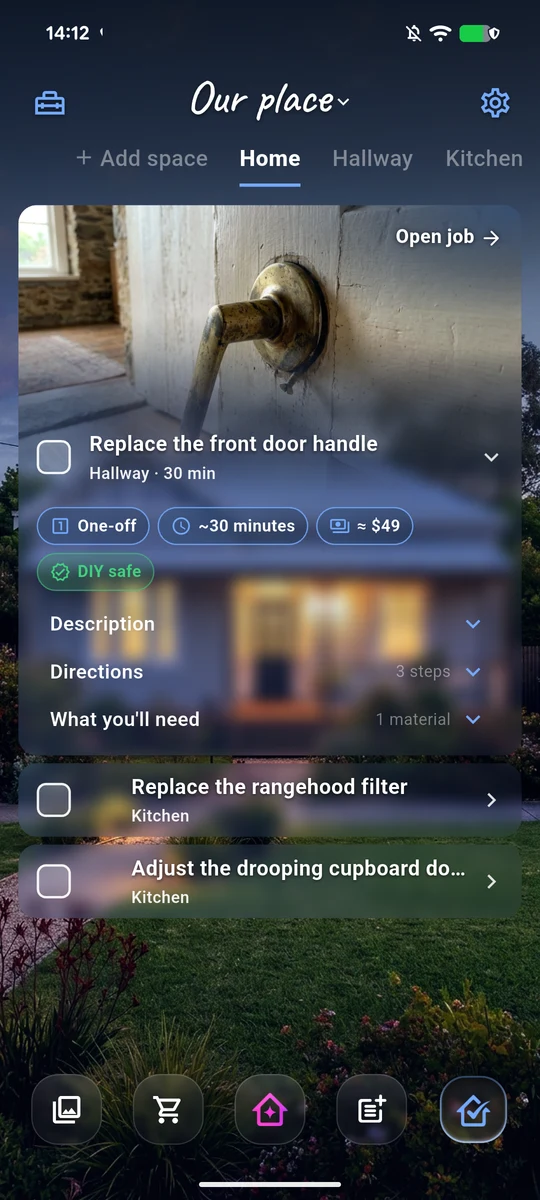 14:12
Our place
+ Add space Home Hallway Kitchen
Open job →
Replace the front door handle
Hallway · 30 min
1 One-off ~30 minutes ≈ $49
DIY safe
Description
Directions 3 steps
What you'll need 1 material
Replace the rangehood filter
Kitchen
Adjust the drooping cupboard do...
Kitchen